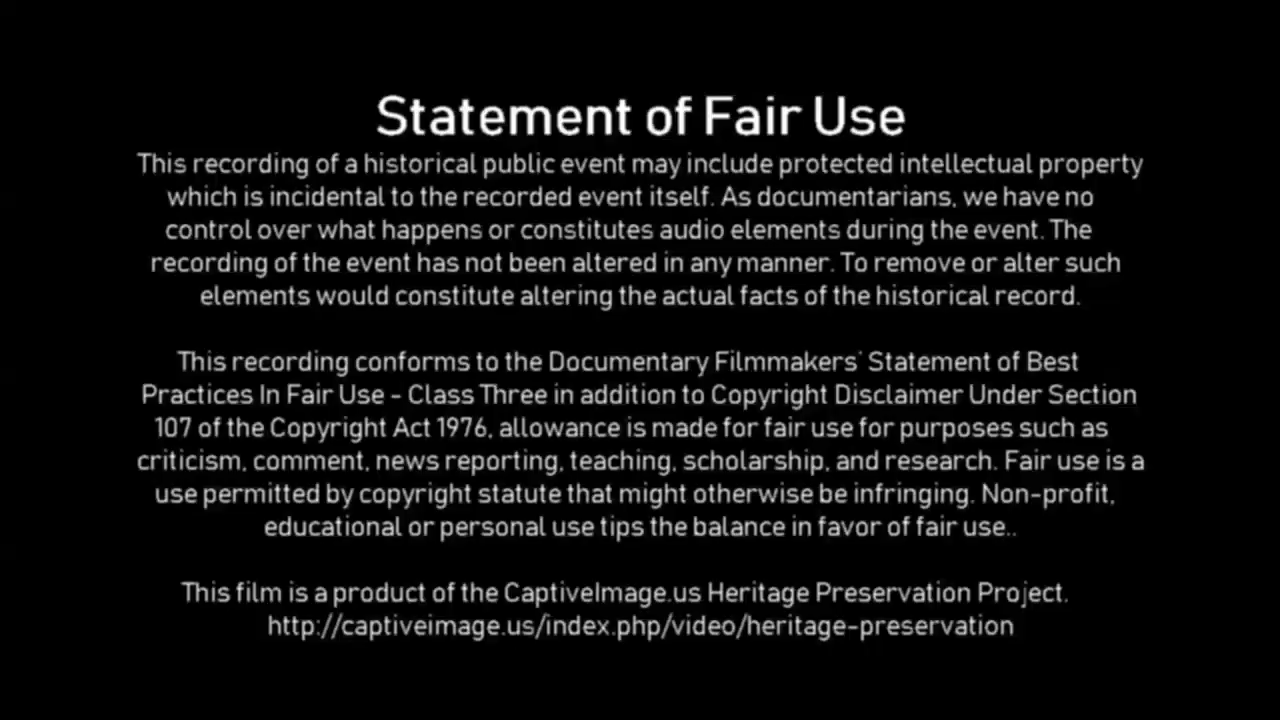 Statement of Fair Use
This recording of a historical public event may include protected intellectual property
which is incidental to the recorded event itself. As documentarians, we have no
control over what happens or constitutes audio elements during the event. The
recording of the event has not been altered in any manner. To remove or alter such
elements would constitute altering the actual facts of the historical record.
This recording conforms to the Documentary Filmmakers' Statement of Best
Practices In Fair Use - Class Three in addition to Copyright Disclaimer Under Section
107 of the Copyright Act 1976, allowance is made for fair use for purposes such as
criticism, comment, news reporting, teaching, scholarship, and research. Fair use is a
use permitted by copyright statute that might otherwise be infringing. Non-profit,
educational or personal use tips the balance in favor of fair use..
This film is a product of the CaptiveImage.us Heritage Preservation Project.
http://captiveimage.us/index.php/video/heritage-preservation